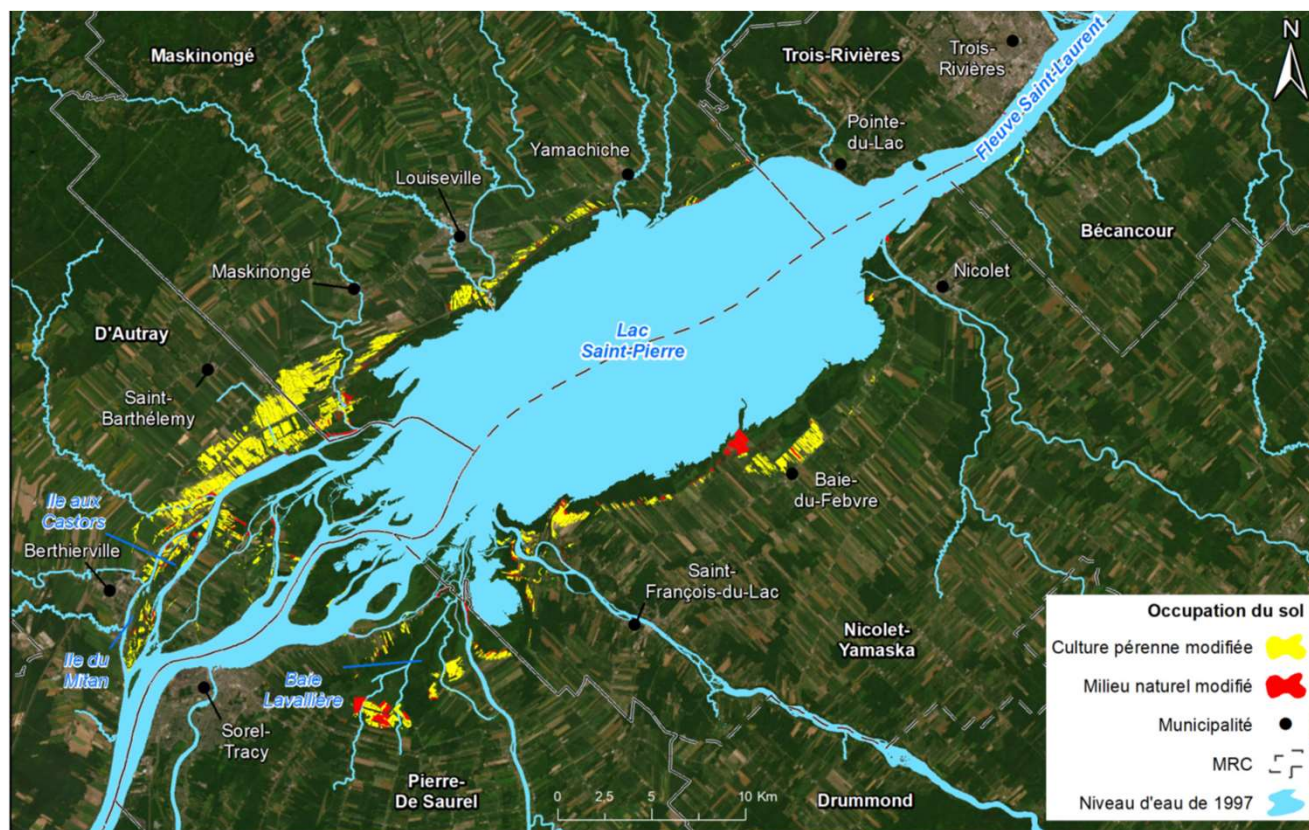 Maskinongé
Trois-Rivières
Trois-
Rivières
N
Fleuve Saint-Laurent
Pointe-
du-Lac
Yamachiche
Louiseville
Bécancour
Maskinongé
Nicolet
D'Autray
Lac
Saint-Pierre
Saint-
Barthélemy
Baie-
du-Febvre
Ile aux
Castors
Berthierville
Saint-
François-du-Lac
Nicolet-
Yamaska
Ile du
Mitan
Baie
Lavallière
Sorel-
Tracy
Pierre-
De Saurel
Drummond
0 2,5 5 10 Km
Occupation du sol
Culture pérenne modifiée
Milieu naturel modifié
Municipalité
MRC
Niveau d'eau de 1997